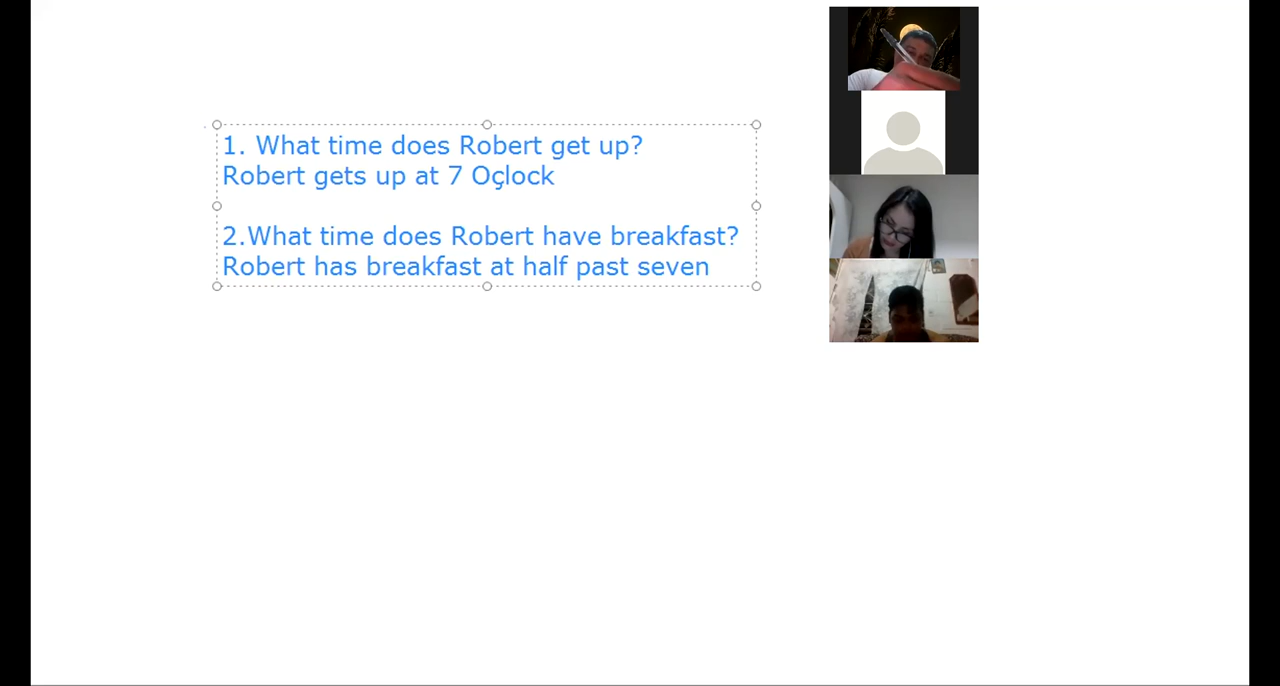 1. What time does Robert get up?
Robert gets up at 7 Oçlock
2.What time does Robert have breakfast?
Robert has breakfast at half past seven